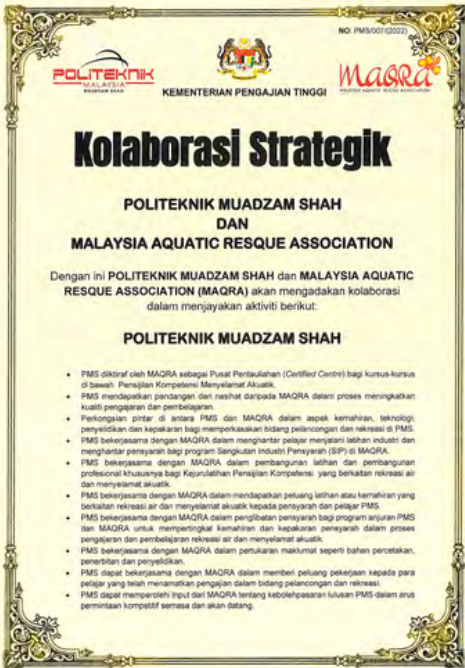 NO: PMS/007/(2022)
POLITEKNIK
MALAYSIA
MUADZAM SHAH
KEMENTERIAN PENGAJIAN TINGGI
MaQRa
MALAYSIA AQUATIC RESQUE ASSOCIATION
Kolaborasi Strategik
POLITEKNIK MUADZAM SHAH
DAN
MALAYSIA AQUATIC RESQUE ASSOCIATION
Dengan ini POLITEKNIK MUADZAM SHAH dan MALAYSIA AQUATIC
RESQUE ASSOCIATION (MAQRA) akan mengadakan kolaborasi
dalam menjayakan aktiviti berikut:
POLITEKNIK MUADZAM SHAH
• PMS diiktiraf oleh MAQRA sebagai Pusat Pentauliahan (Certified Centre) bagi kursus-kursus
di bawah Pensijilan Kompetensi Menyelamat Akuatik.
• PMS mendapatkan pandangan dan nasihat daripada MAQRA dalam proses meningkatkan
kualiti pengajaran dan pembelajaran.
• Perkongsian pintar di antara PMS dan MAQRA dalam aspek kemahiran, teknologi,
penyelidikan dan kepakaran bagi memperkasakan bidang pelancongan dan rekreasi di PMS.
• PMS bekerjasama dengan MAQRA dalam menghantar pelajar menjalani latihan industri dan
menghantar pensyarah bagi program Sangkutan Industri Pensyarah (SIP) di MAQRA.
• PMS bekerjasama dengan MAQRA dalam pembangunan latihan dan pembangunan
profesional khususnya bagi Kejurulatihan Pensijilan Kompetensi yang berkaitan rekreasi air
dan menyelamat akuatik.
• PMS bekerjasama dengan MAQRA dalam mendapatkan peluang latihan atau kemahiran yang
berkaitan rekreasi air dan menyelamat akuatik kepada pensyarah dan pelajar PMS.
• PMS bekerjasama dengan MAQRA dalam penglibatan pensyarah bagi program anjuran PMS
dan MAQRA untuk mempertingkat kemahiran dan kepakaran pensyarah dalam proses
pengajaran dan pembelajaran rekreasi air dan menyelamat akuatik.
• PMS bekerjasama dengan MAQRA dalam pertukaran maklumat seperti bahan percetakan,
penerbitan dan penyelidikan.
• PMS dapat bekerjasama dengan MAQRA dalam memberi peluang pekerjaan kepada para
pelajar yang telah menamatkan pengajian dalam bidang pelancongan dan rekreasi.
• PMS dapat memperolehi input dari MAQRA tentang kebolehpasaran lulusan PMS dalam arus
permintaan kompetitif semasa dan akan datang.